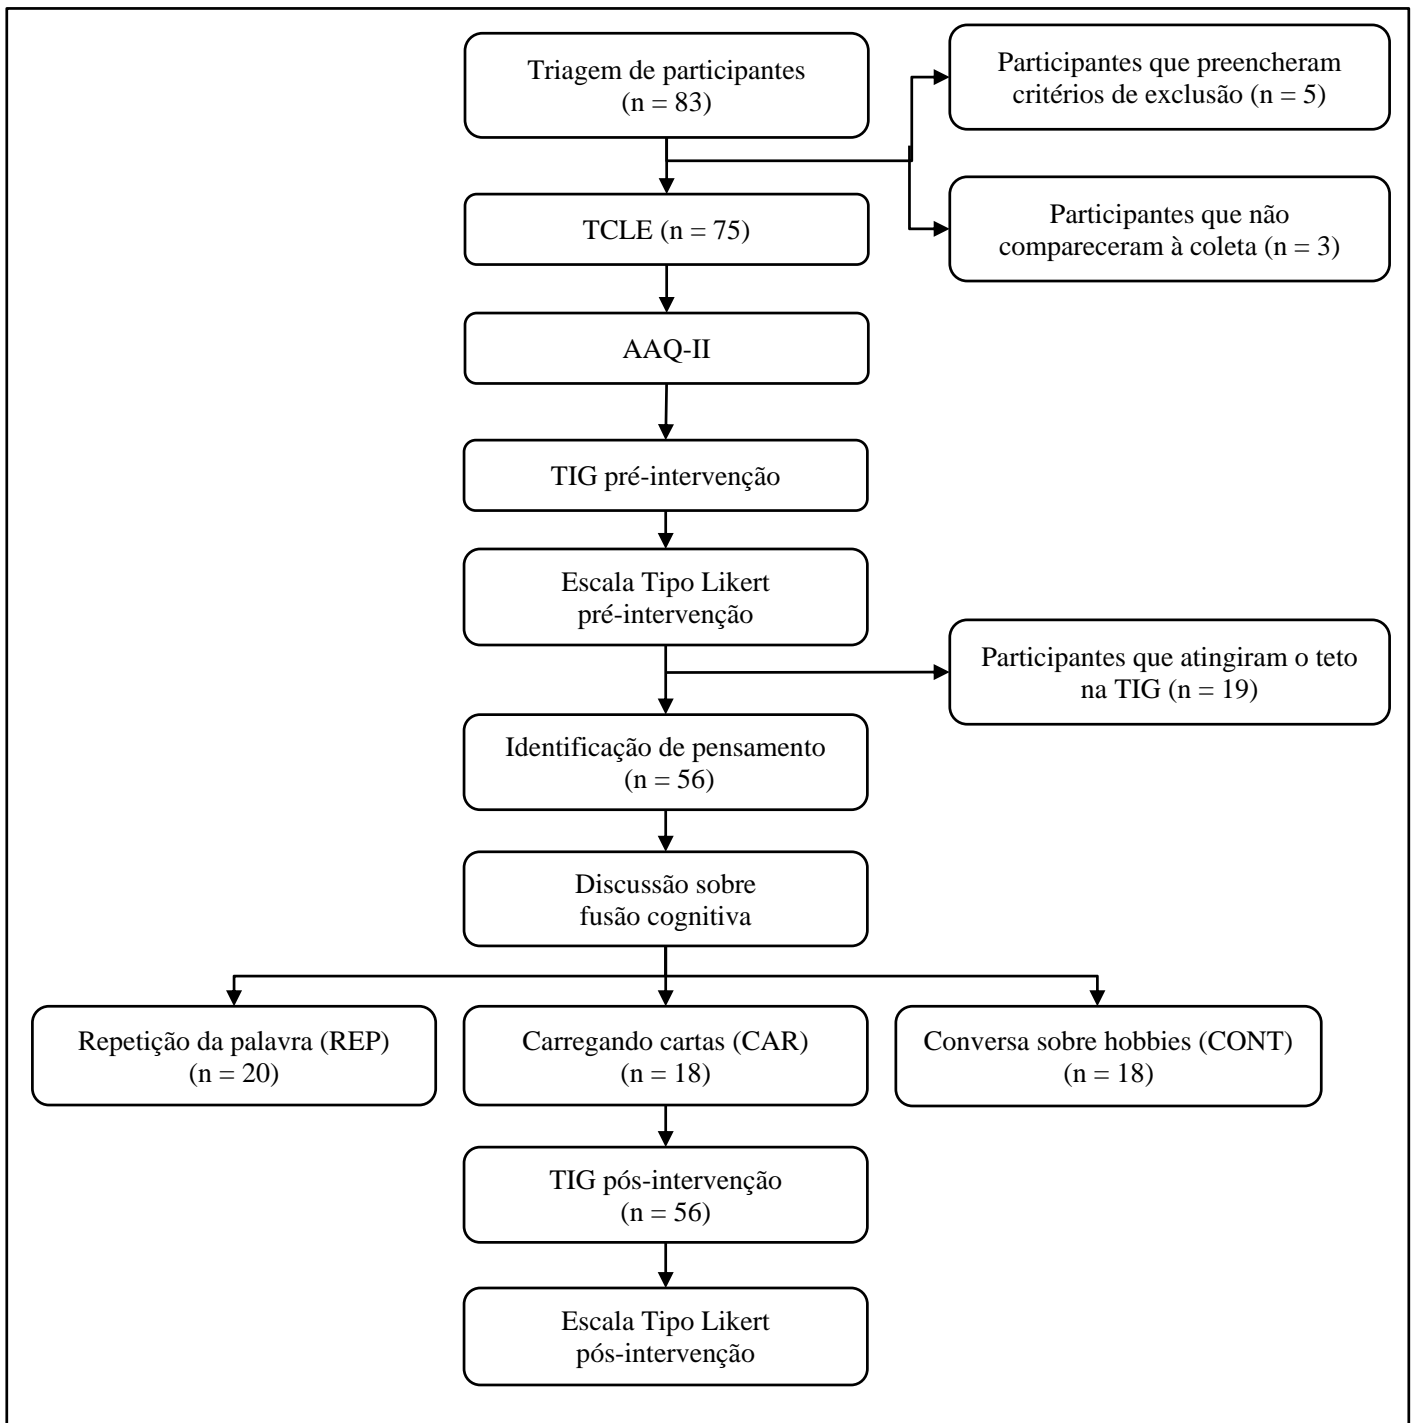 Triagem de participantes
(n = 83)
Participantes que preencheram
critérios de exclusão (n = 5)
Participantes que não
compareceram à coleta (n = 3)
TCLE (n = 75)
AAQ-II
TIG pré-intervenção
Escala Tipo Likert
pré-intervenção
Participantes que atingiram o teto
na TIG (n = 19)
Identificação de pensamento
(n = 56)
Discussão sobre
fusão cognitiva
Repetição da palavra (REP)
(n = 20)
Carregando cartas (CAR)
(n = 18)
Conversa sobre hobbies (CONT)
(n = 18)
TIG pós-intervenção
(n = 56)
Escala Tipo Likert
pós-intervenção